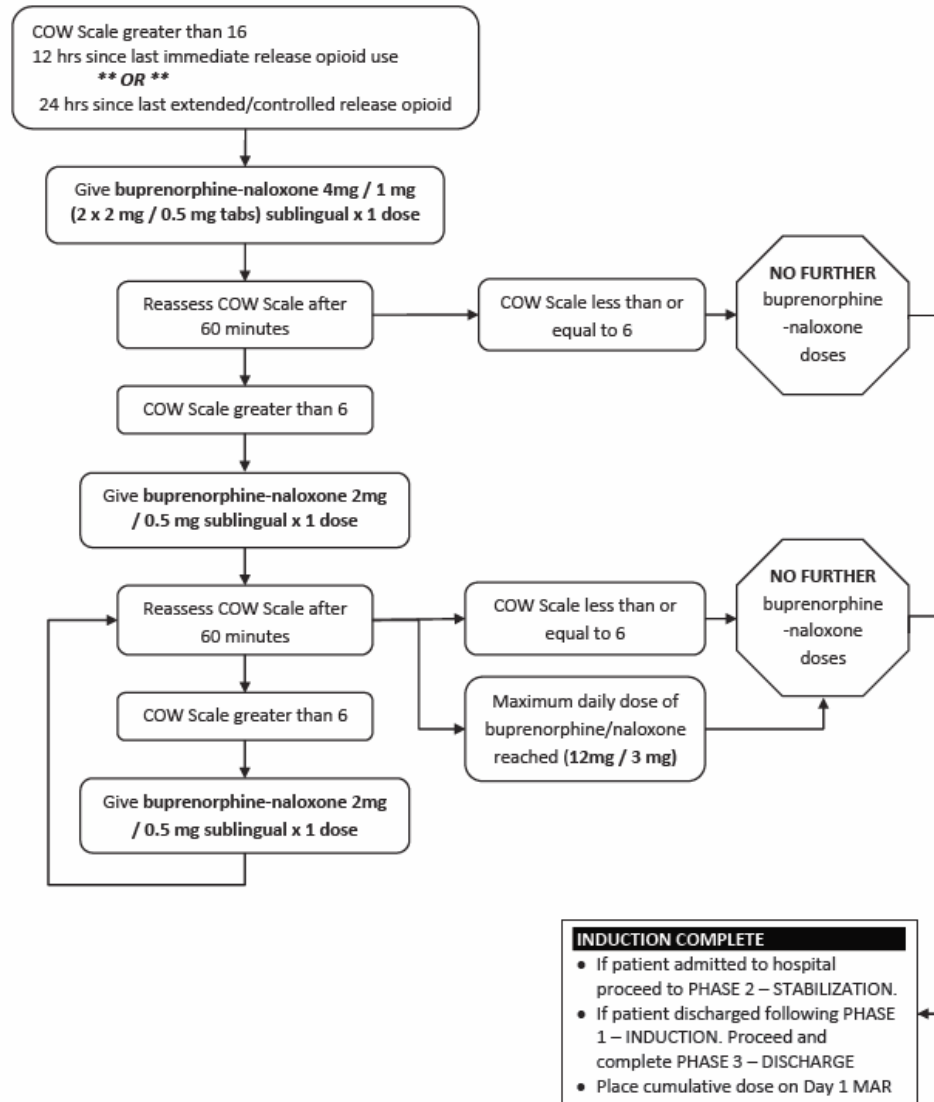 COW Scale greater than 16
12 hrs since last immediate release opioid use
** OR **
24 hrs since last extended/controlled release opioid
Give buprenorphine-naloxone 4mg / 1 mg
(2 x 2 mg / 0.5 mg tabs) sublingual x 1 dose
Reassess COW Scale after
60 minutes
COW Scale less than or
equal to 6
NO FURTHER
buprenorphine
-naloxone
doses
COW Scale greater than 6
Give buprenorphine-naloxone 2mg
/ 0.5 mg sublingual x 1 dose
Reassess COW Scale after
60 minutes
COW Scale less than or
equal to 6
NO FURTHER
buprenorphine
-naloxone
doses
COW Scale greater than 6
Maximum daily dose of
buprenorphine/naloxone
reached (12mg / 3 mg)
Give buprenorphine-naloxone 2mg
/ 0.5 mg sublingual x 1 dose
INDUCTION COMPLETE
• If patient admitted to hospital
proceed to PHASE 2 – STABILIZATION.
• If patient discharged following PHASE
1 – INDUCTION. Proceed and
complete PHASE 3 – DISCHARGE
• Place cumulative dose on Day 1 MAR